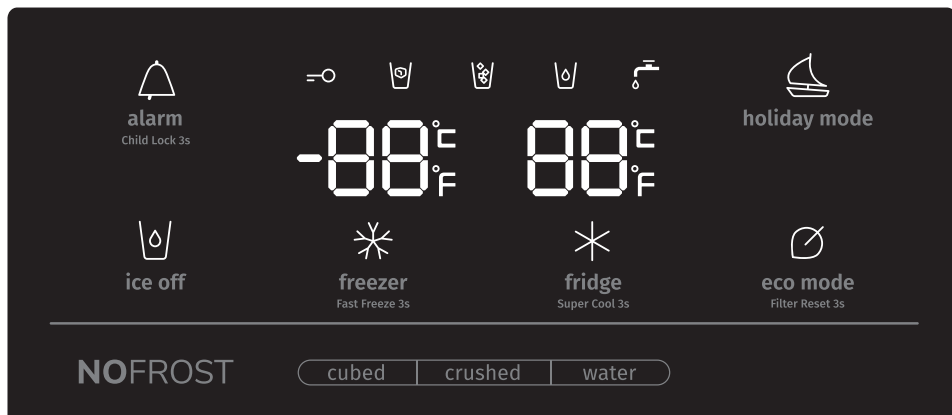 alarm
Child Lock 3s
-88°C °F
88°C °F
holiday mode
ice off
freezer
Fast Freeze 3s
fridge
Super Cool 3s
eco mode
Filter Reset 3s
NOFROST
cubed
crushed
water